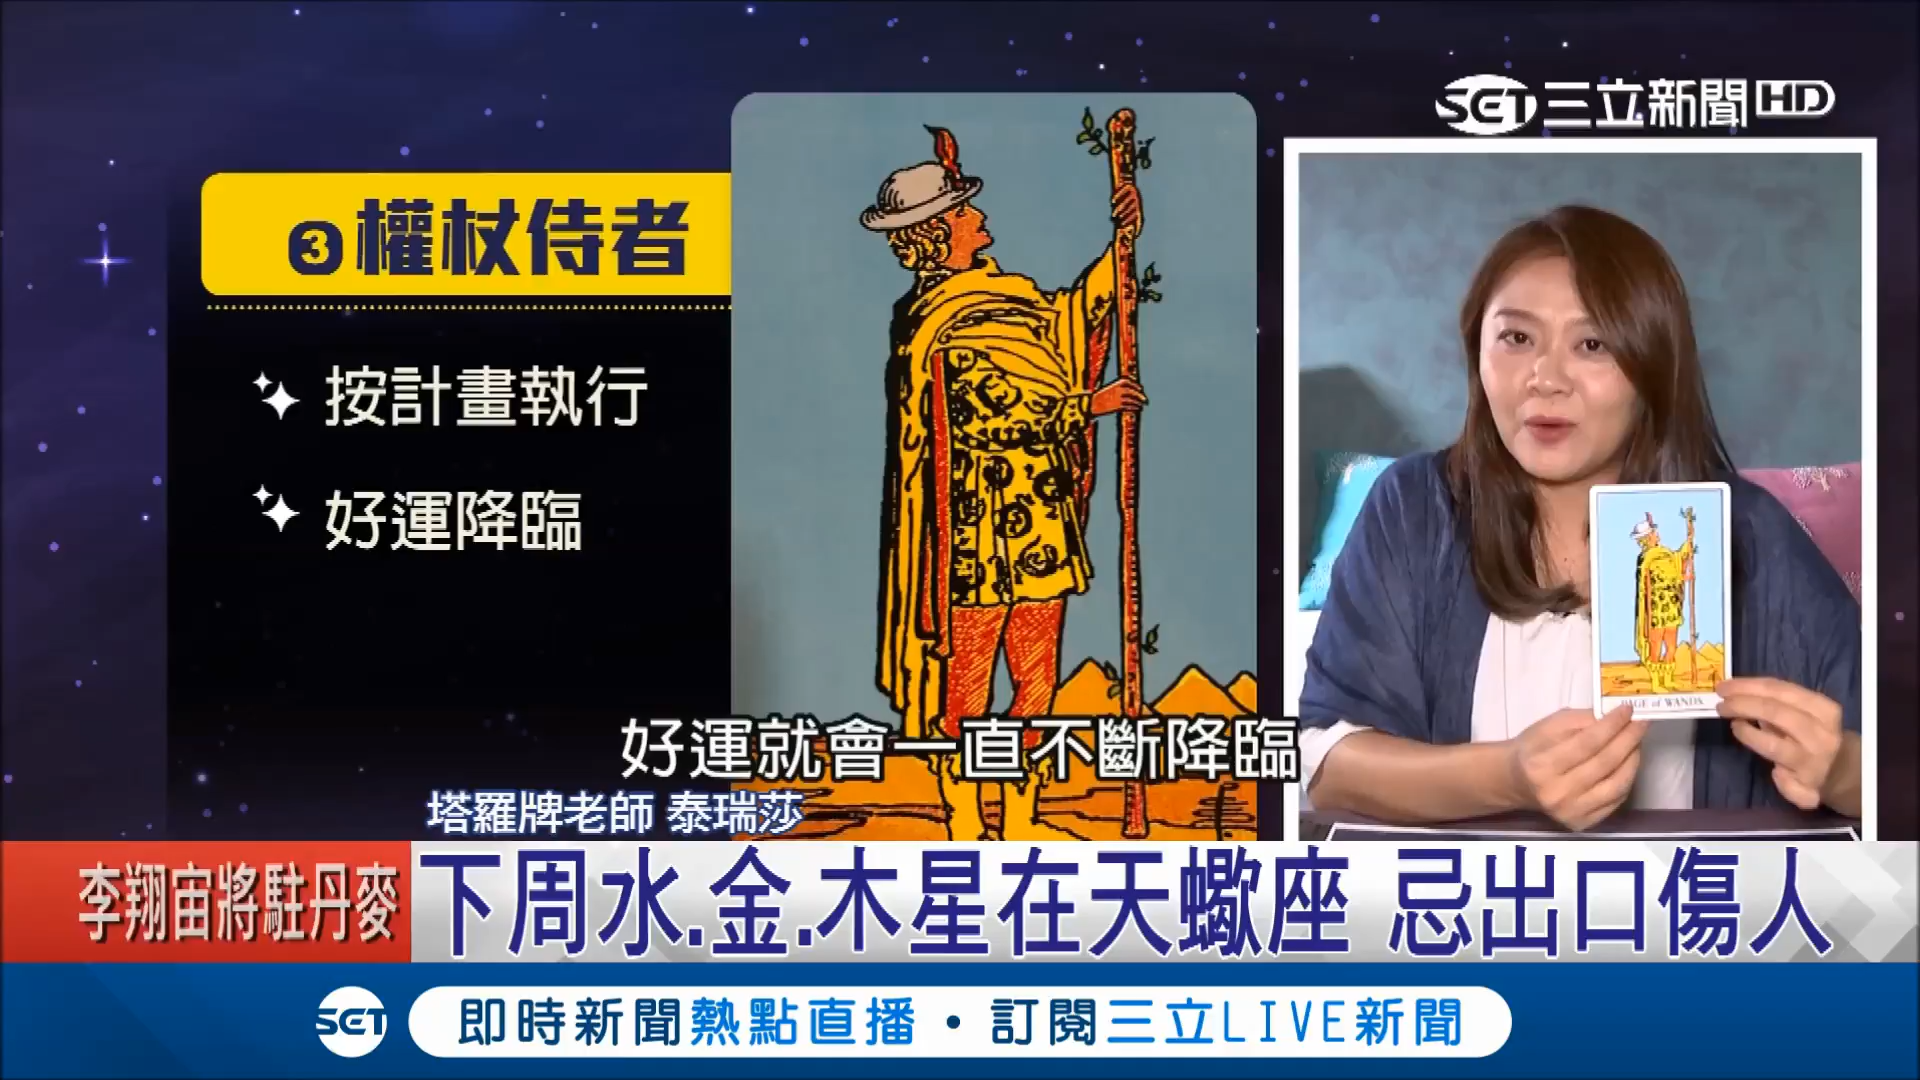 SET三立新聞HD
3權杖侍者
按計畫執行
好運降臨
PAGE of WANDS
好運就會一直不斷降臨
塔羅牌老師 泰瑞莎
李翔宙將駐丹麥
下周水.金.木星在天蠍座 忌出口傷人
SET 即時新聞熱點直播・訂閱三立LIVE新聞